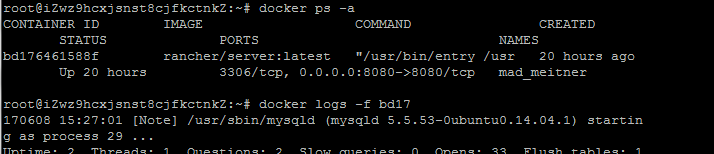 root@iZwz9hcxjsnst8cjfkctnkZ:~# docker ps -a
CONTAINER ID        IMAGE                   COMMAND                  CREATED
       STATUS              PORTS                              NAMES
bd176461588f        rancher/server:latest   "/usr/bin/entry /usr   20 hours ago
       Up 20 hours         3306/tcp, 0.0.0.0:8080->8080/tcp   mad_meitner
root@iZwz9hcxjsnst8cjfkctnkZ:~# docker logs -f bd17
170608 15:27:01 [Note] /usr/sbin/mysqld (mysqld 5.5.53-0ubuntu0.14.04.1) startin
g as process 29 ...
Uptime: 2  Threads: 1  Questions: 2  Slow queries: 0  Opens: 33  Flush tables: 1